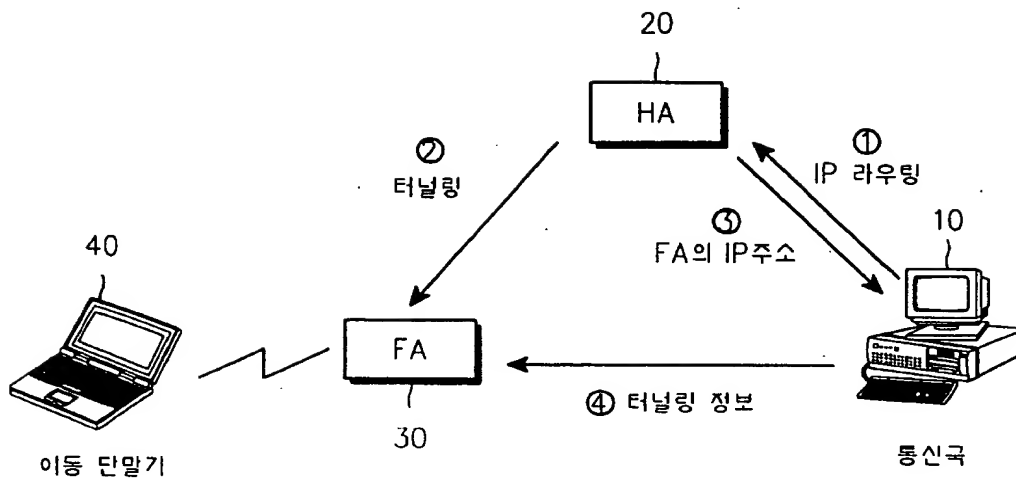 20
HA
①
IP 라우팅
②
터널링
③
FA의 IP주소
10
40
FA
30
④ 터널링 정보
이동 단말기
통신국